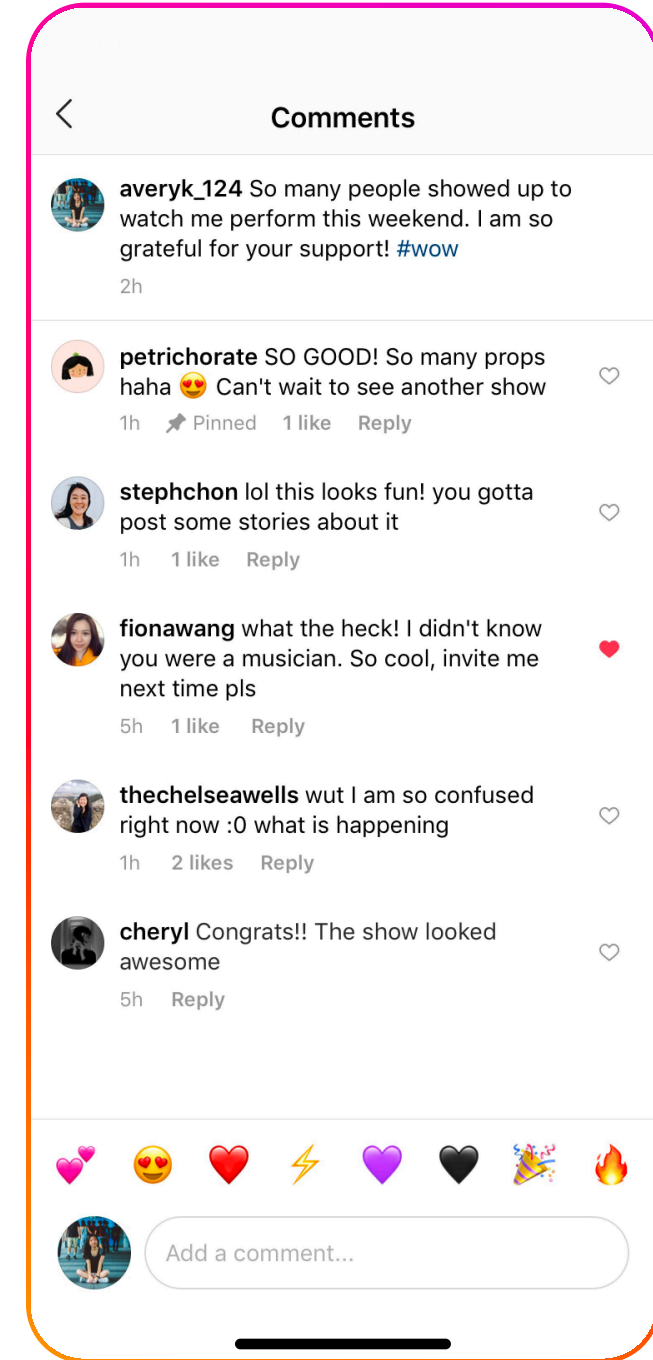 Comments
averyk_124 So many people showed up to
watch me perform this weekend. I am so
grateful for your support! #wow
2h
petrichorate SO GOOD! So many props
haha 😍 Can't wait to see another show
1h Pinned 1 like Reply
stephchon lol this looks fun! you gotta
post some stories about it
1h 1 like Reply
fionawang what the heck! I didn't know
you were a musician. So cool, invite me
next time pls
5h 1 like Reply
thechelseawells wut I am so confused
right now :0 what is happening
1h 2 likes Reply
cheryl Congrats!! The show looked
awesome
5h Reply
Add a comment...